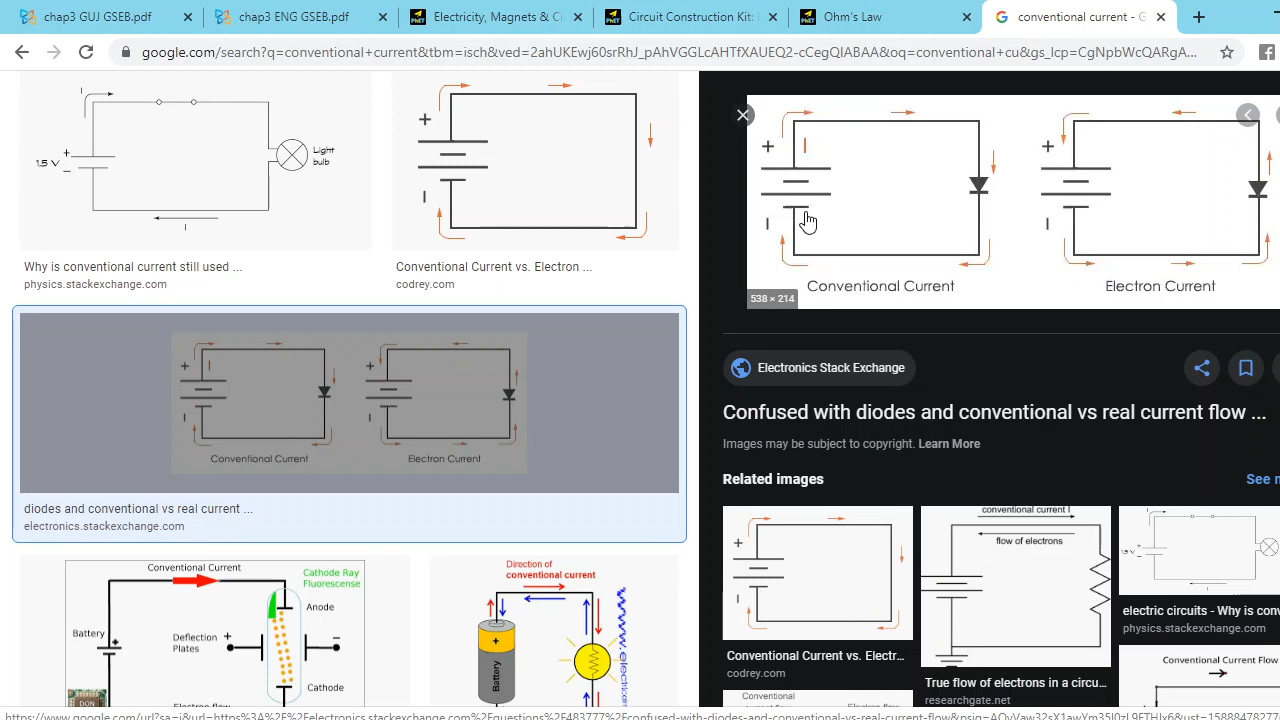 chap3 GUJ EB.pdf
chap3 ENG EB.pdf
Electricity, Magnets & Ci
Circuit Construction Kit:
Ohm's Law
conventional current - G
google.com/search?q=conventional+current&tbm=isch&ved=2ahUKEwj60srRhJ_pAhVGGLcAHTfXAUEQ2-cCegQIABAA&oq=conventional+cu&gs_lcp=CgNpbWcQARgA...
I
1.5 V
+
−
Light
bulb
I
Why is conventional current still used ...
physics.stackexchange.com
+
Conventional Current vs. Electron ...
codrey.com
+
+
Conventional Current
Electron Current
538 × 214
Electronics Stack Exchange
Confused with diodes and conventional vs real current flow ...
Images may be subject to copyright. Learn More
Related images
See m
+
+
Conventional Current
Electron Current
diodes and conventional vs real current ...
electronics.stackexchange.com
Conventional Current
Cathode Ray
Fluorescense
Anode
Battery
+
Deflection
Plates
+
−
Cathode
DON
Direction of
conventional current
+
Battery
+
Conventional Current vs. Electr...
codrey.com
conventional current I
flow of electrons
True flow of electrons in a circu...
researchgate.net
I
1.5 V
electric circuits - Why is conv
physics.stackexchange.com
Conventional Current Flow
Conventional